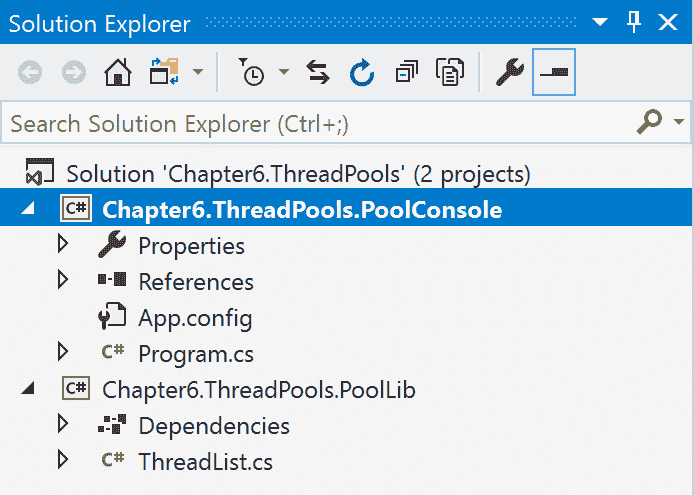 Solution Explorer
Search Solution Explorer (Ctrl+;)
Solution 'Chapter6.ThreadPools' (2 projects)
C# Chapter6.ThreadPools.PoolConsole
Properties
References
App.config
C# Program.cs
C# Chapter6.ThreadPools.PoolLib
Dependencies
C# ThreadList.cs